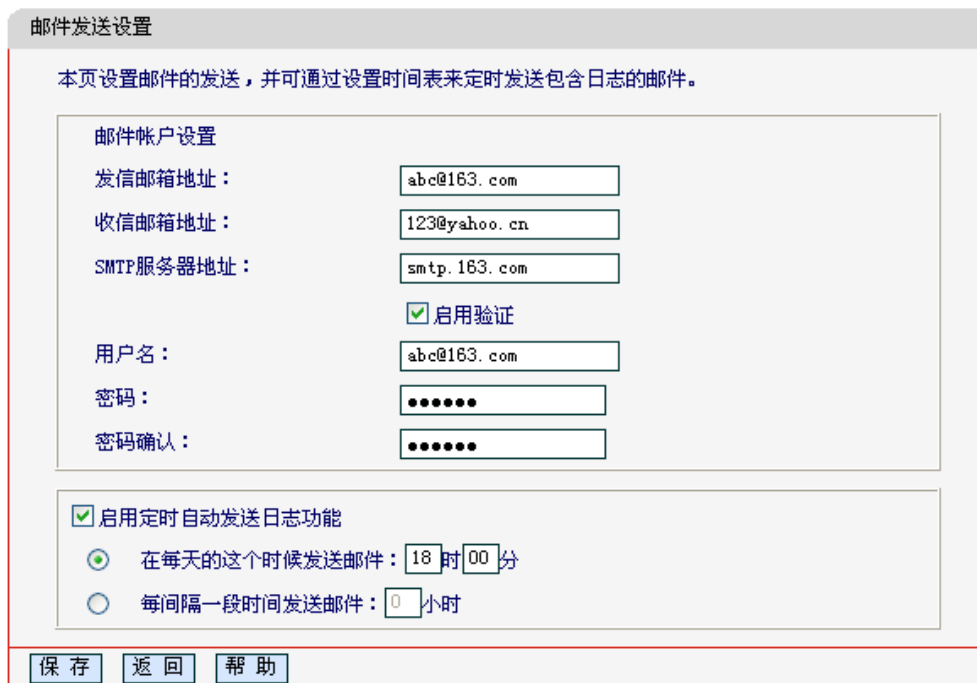 邮件发送设置
本页设置邮件的发送，并可通过设置时间表来定时发送包含日志的邮件。
邮件帐户设置
发信邮箱地址： abc@163.com
收信邮箱地址： 123@yahoo.cn
SMTP服务器地址： smtp.163.com
启用验证
用户名： abc@163.com
密码： ●●●●●●
密码确认： ●●●●●●
启用定时自动发送日志功能
在每天的这个时候发送邮件：18时00分
每间隔一段时间发送邮件：0小时
保 存 返 回 帮 助